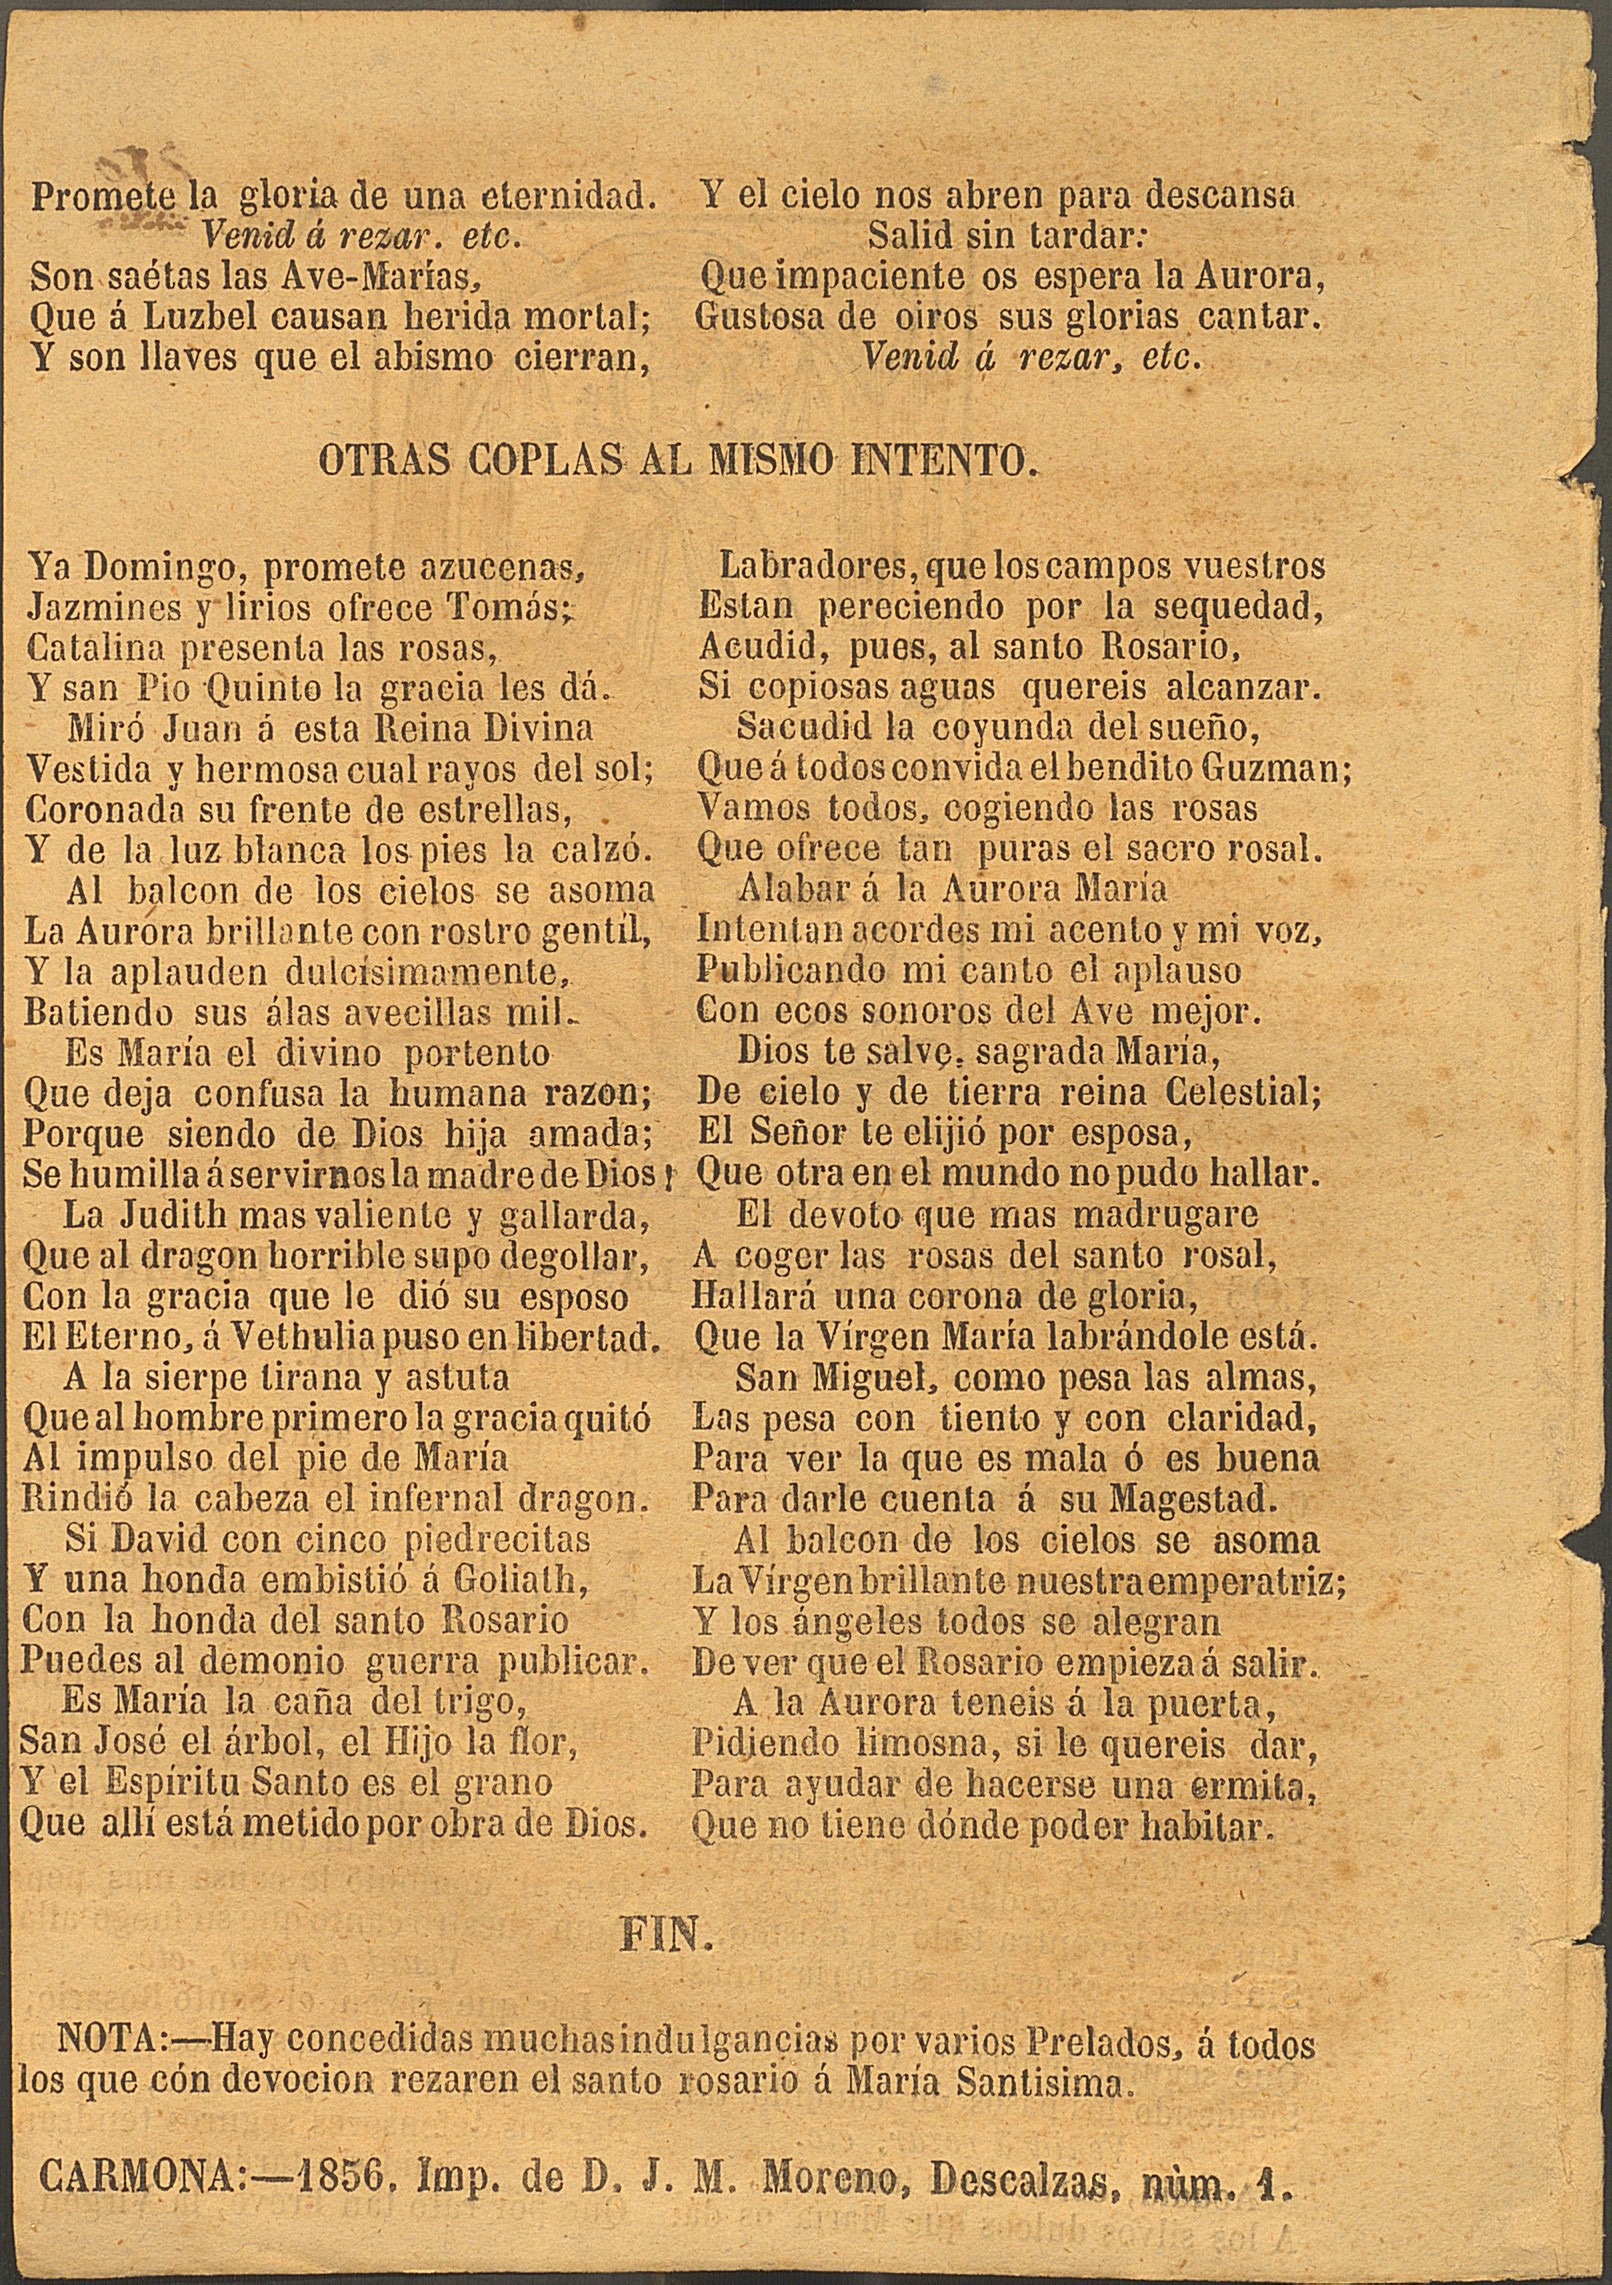 Promete la gloria de una eternidad.
Venid á rezar. etc.
Son saétas las Ave-Marías,
Que á Luzbel causan herida mortal;
Y son llaves que el abismo cierran,
Y el cielo nos abren para descansa
Salid sin tardar:
Que impaciente os espera la Aurora,
Gustosa de oiros sus glorias cantar.
Venid á rezar, etc.
OTRAS COPLAS AL MISMO INTENTO.
Ya Domingo, promete azucenas,
Jazmines y lirios ofrece Tomás;
Catalina presenta las rosas,
Y san Pio Quinto la gracia les dá.
Miró Juan á esta Reina Divina
Vestida y hermosa cual rayos del sol;
Coronada su frente de estrellas,
Y de la luz blanca los pies la calzó.
Al balcon de los cielos se asoma
La Auróra brillante con rostro gentil,
Y la aplauden dulcísimamente,
Batiendo sus álas avecillas mil.
Es María el divino portento
Que deja confusa la humana razon;
Porque siendo de Dios hija amada;
Se humilla á servirnos la madre de Dios!
La Judith mas valiente y gallarda,
Que al dragon horrible supo degollar,
Con la gracia que le dió su esposo
El Eterno, á Vethulia puso en libertad.
A la sierpe tirana y astuta
Que al hombre primero la gracia quitó
Al impulso del pie de María
Rindió la cabeza el infernal dragon.
Si David con cinco piedrecitas
Y una honda embistió á Goliath,
Con la honda del santo Rosario
Puedes al demonio guerra publicar.
Es María la caña del trigo,
San José el árbol, el Hijo la flor,
Y el Espíritu Santo es el grano
Que allí está metido por obra de Dios.
Labradores, que los campos vuestros
Estan pereciendo por la sequedad,
Acudid, pues, al santo Rosario,
Si copiosas aguas quereis alcanzar.
Sacudid la coyunda del sueño,
Que á todos convida el bendito Guzman;
Vamos todos, cogiendo las rosas
Que ofrece tan puras el sacro rosal.
Alabar á la Aurora María
Intentan acordes mi acento y mi voz,
Publicando mi canto el aplauso
Con ecos sonoros del Ave mejor.
Dios te salve, sagrada María,
De cielo y de tierra reina Celestial;
El Señor te elijió por esposa,
Que otra en el mundo no pudo hallar.
El devoto que mas madrugare
A coger las rosas del santo rosal,
Hallará una corona de gloria,
Que la Vírgen María labrándole está.
San Miguel, como pesa las almas,
Las pesa con tiento y con claridad,
Para ver la que es mala ó es buena
Para darle cuenta á su Magestad.
Al balcon de los cielos se asoma
La Vírgen brillante nuestra emperatriz;
Y los ángeles todos se alegran
De ver que el Rosario empieza á salir.
A la Aurora teneis á la puerta,
Pidiendo limosna, si le quereis dar,
Para ayudar de hacerse una ermita,
Que no tiene dónde poder habitar.
FIN.
NOTA:—Hay concedidas muchas indulgancias por varios Prelados, á todos
los que cón devocion rezaren el santo rosario á María Santisima.
CARMONA:—1856. Imp. de D. J. M. Moreno, Descalzas, nùm. 1.